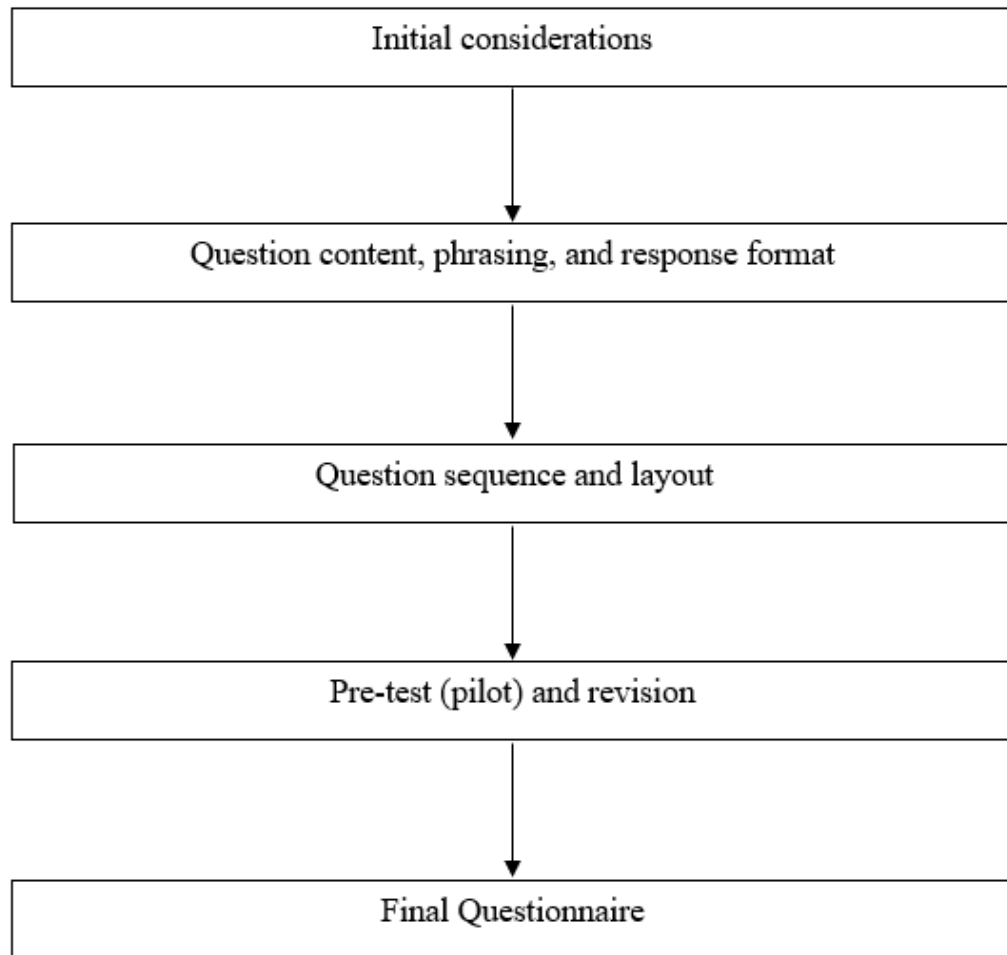 Initial considerations
Question content, phrasing, and response format
Question sequence and layout
Pre-test (pilot) and revision
Final Questionnaire